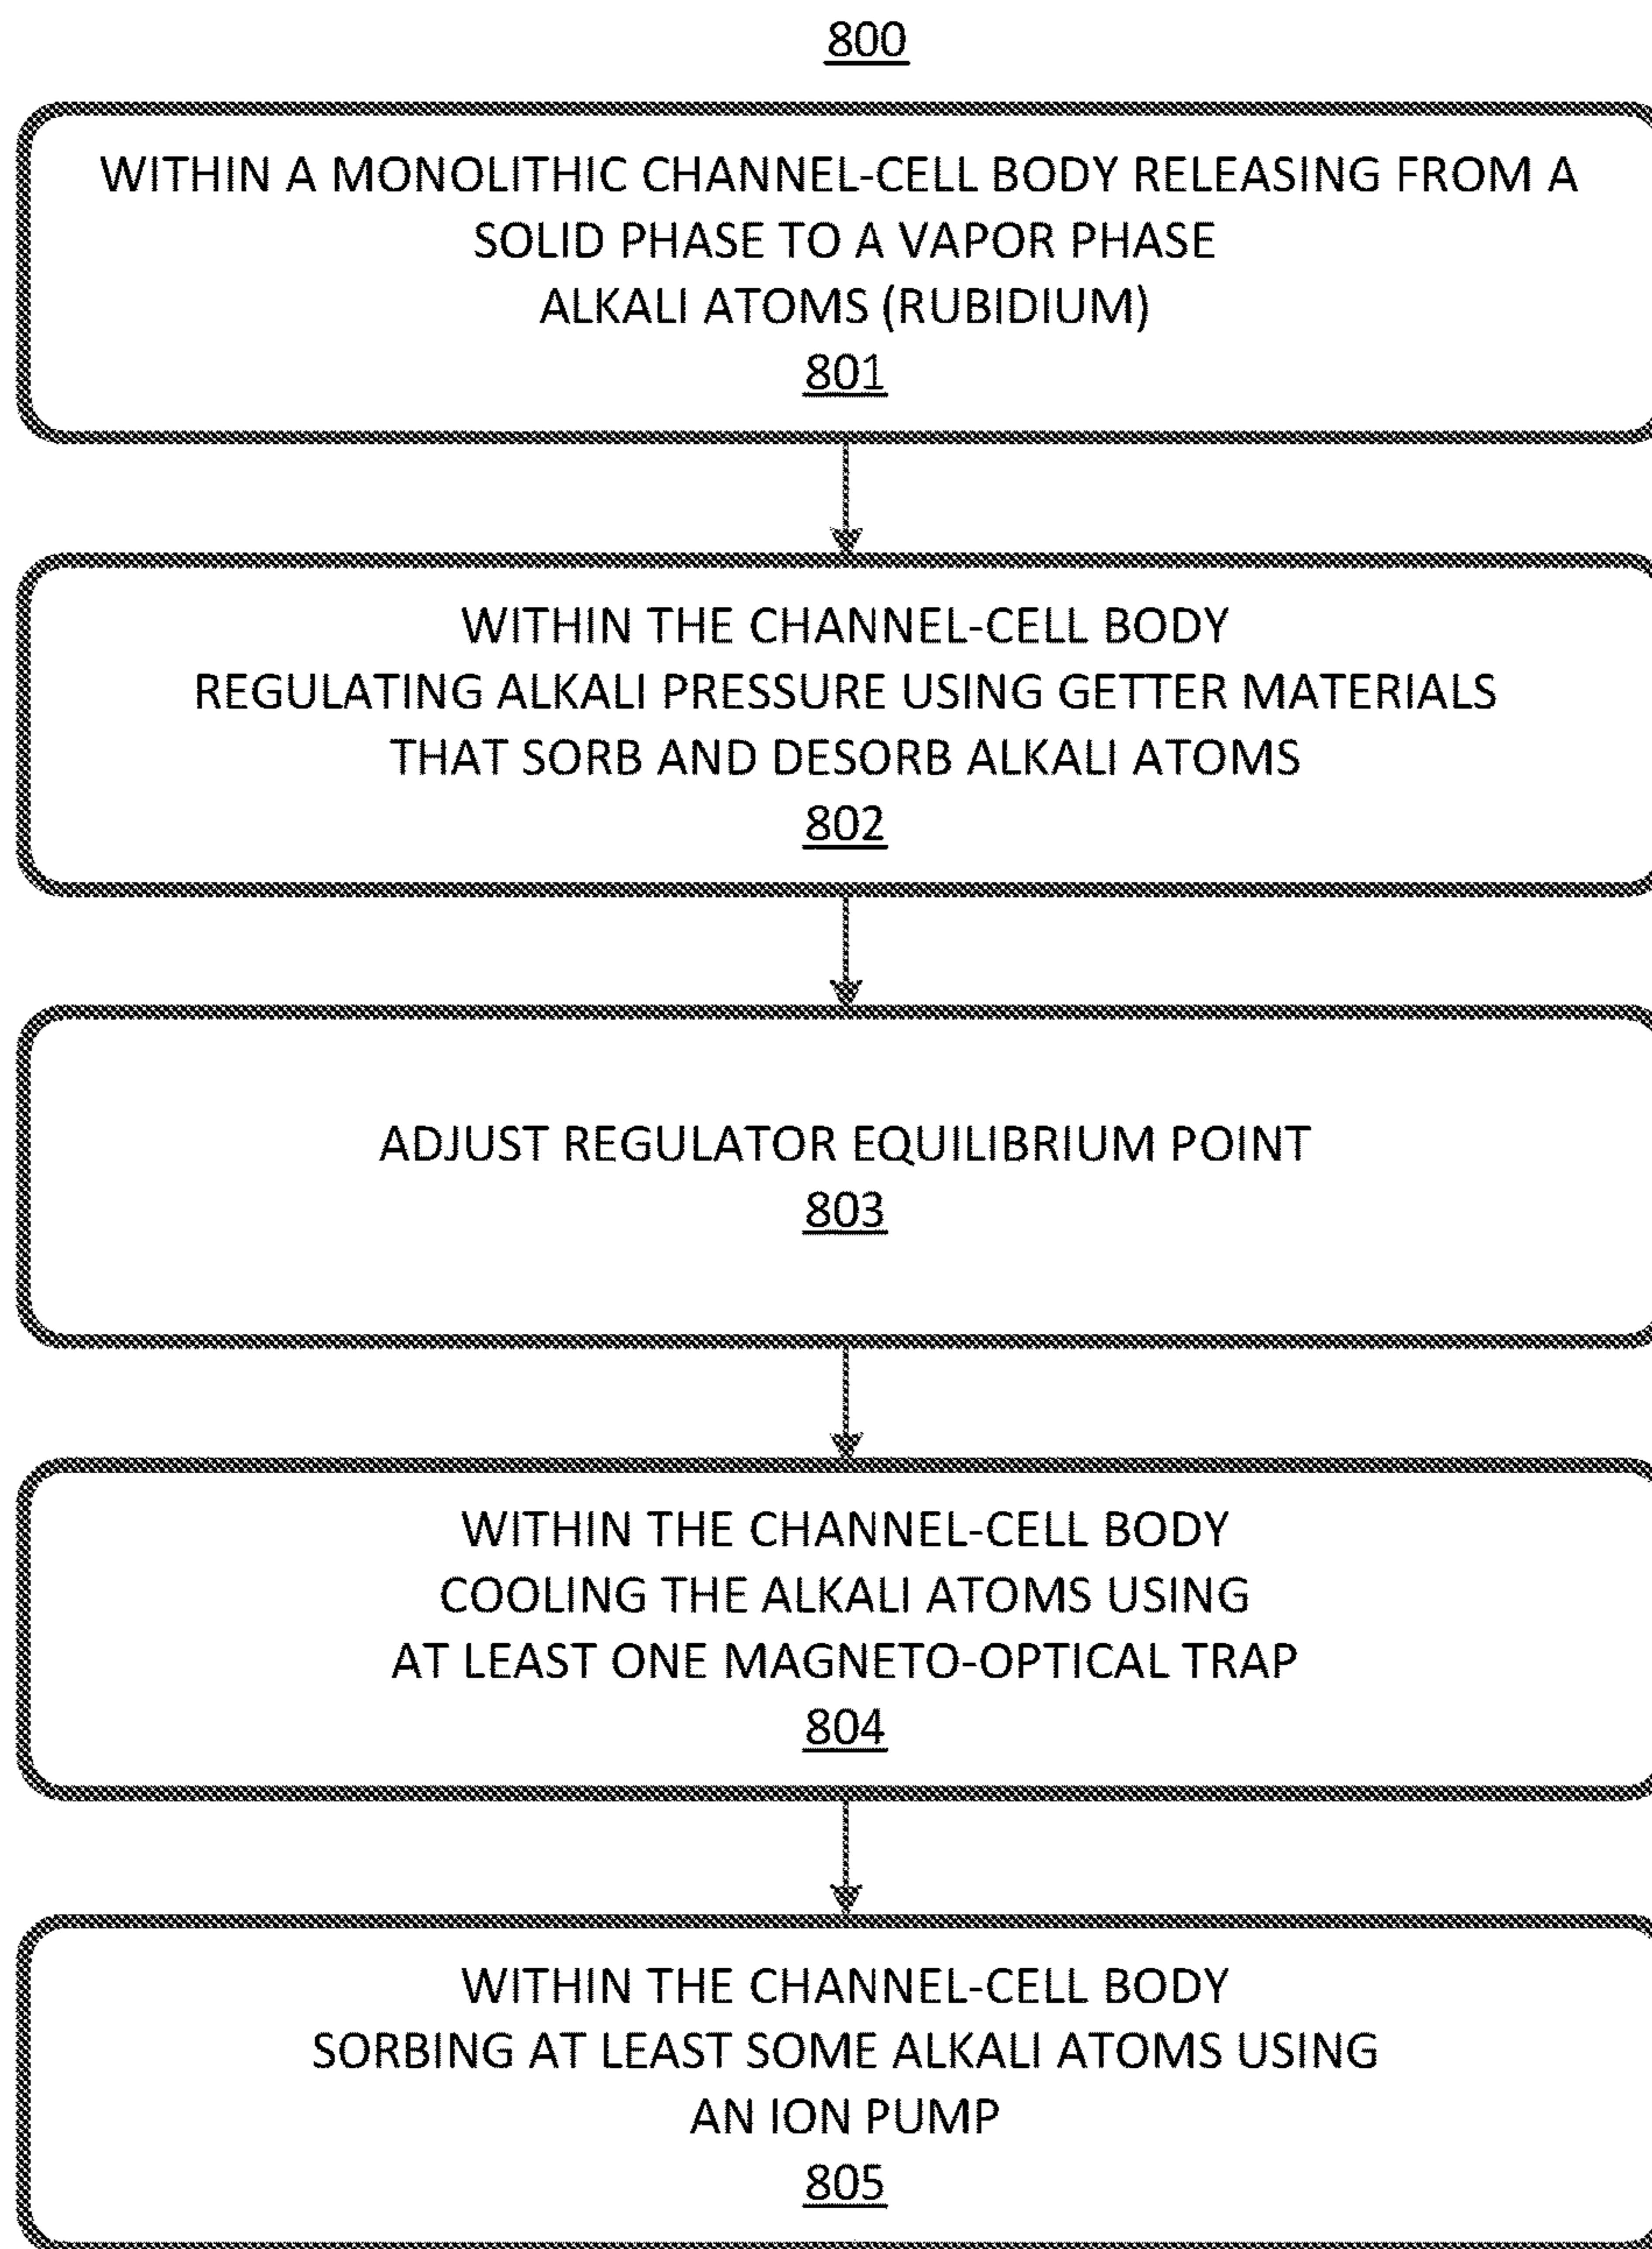 800
WITHIN A MONOLITHIC CHANNEL-CELL BODY RELEASING FROM A
SOLID PHASE TO A VAPOR PHASE
ALKALI ATOMS (RUBIDIUM)
801
WITHIN THE CHANNEL-CELL BODY
REGULATING ALKALI PRESSURE USING GETTER MATERIALS
THAT SORB AND DESORB ALKALI ATOMS
802
ADJUST REGULATOR EQUILIBRIUM POINT
803
WITHIN THE CHANNEL-CELL BODY
COOLING THE ALKALI ATOMS USING
AT LEAST ONE MAGNETO-OPTICAL TRAP
804
WITHIN THE CHANNEL-CELL BODY
SORBING AT LEAST SOME ALKALI ATOMS USING
AN ION PUMP
805